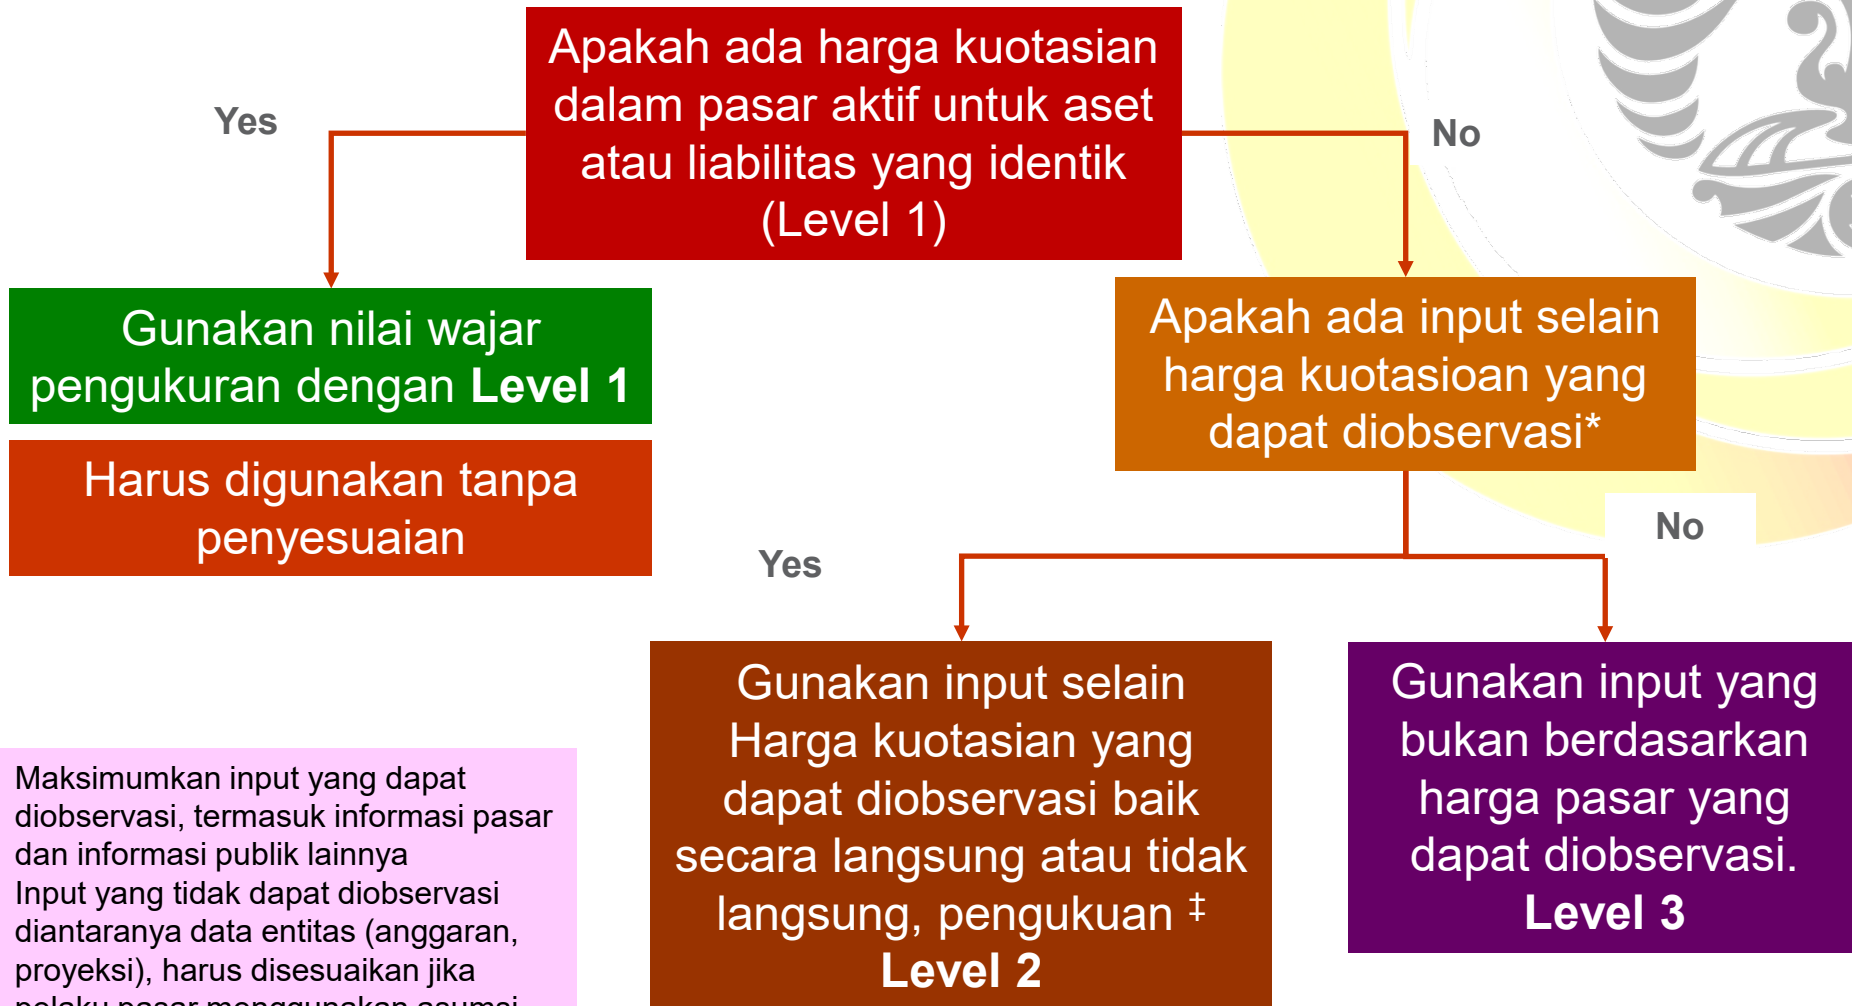 Apakah ada harga kuotasian
dalam pasar aktif untuk aset
atau liabilitas yang identik
(Level 1)
Yes
No
Gunakan nilai wajar
pengukuran dengan Level 1
Harus digunakan tanpa
penyesuaian
Apakah ada input selain
harga kuotasioan yang
dapat diobservasi*
Yes
No
Gunakan input selain
Harga kuotasian yang
dapat diobservasi baik
secara langsung atau tidak
langsung, pengukuan ‡
Level 2
Gunakan input yang
bukan berdasarkan
harga pasar yang
dapat diobservasi.
Level 3
Maksimumkan input yang dapat
diobservasi, termasuk informasi pasar
dan informasi publik lainnya
Input yang tidak dapat diobservasi
diantaranya data entitas (anggaran,
proyeksi), harus disesuaikan jika
pelaku pasar menggunakan asumsi